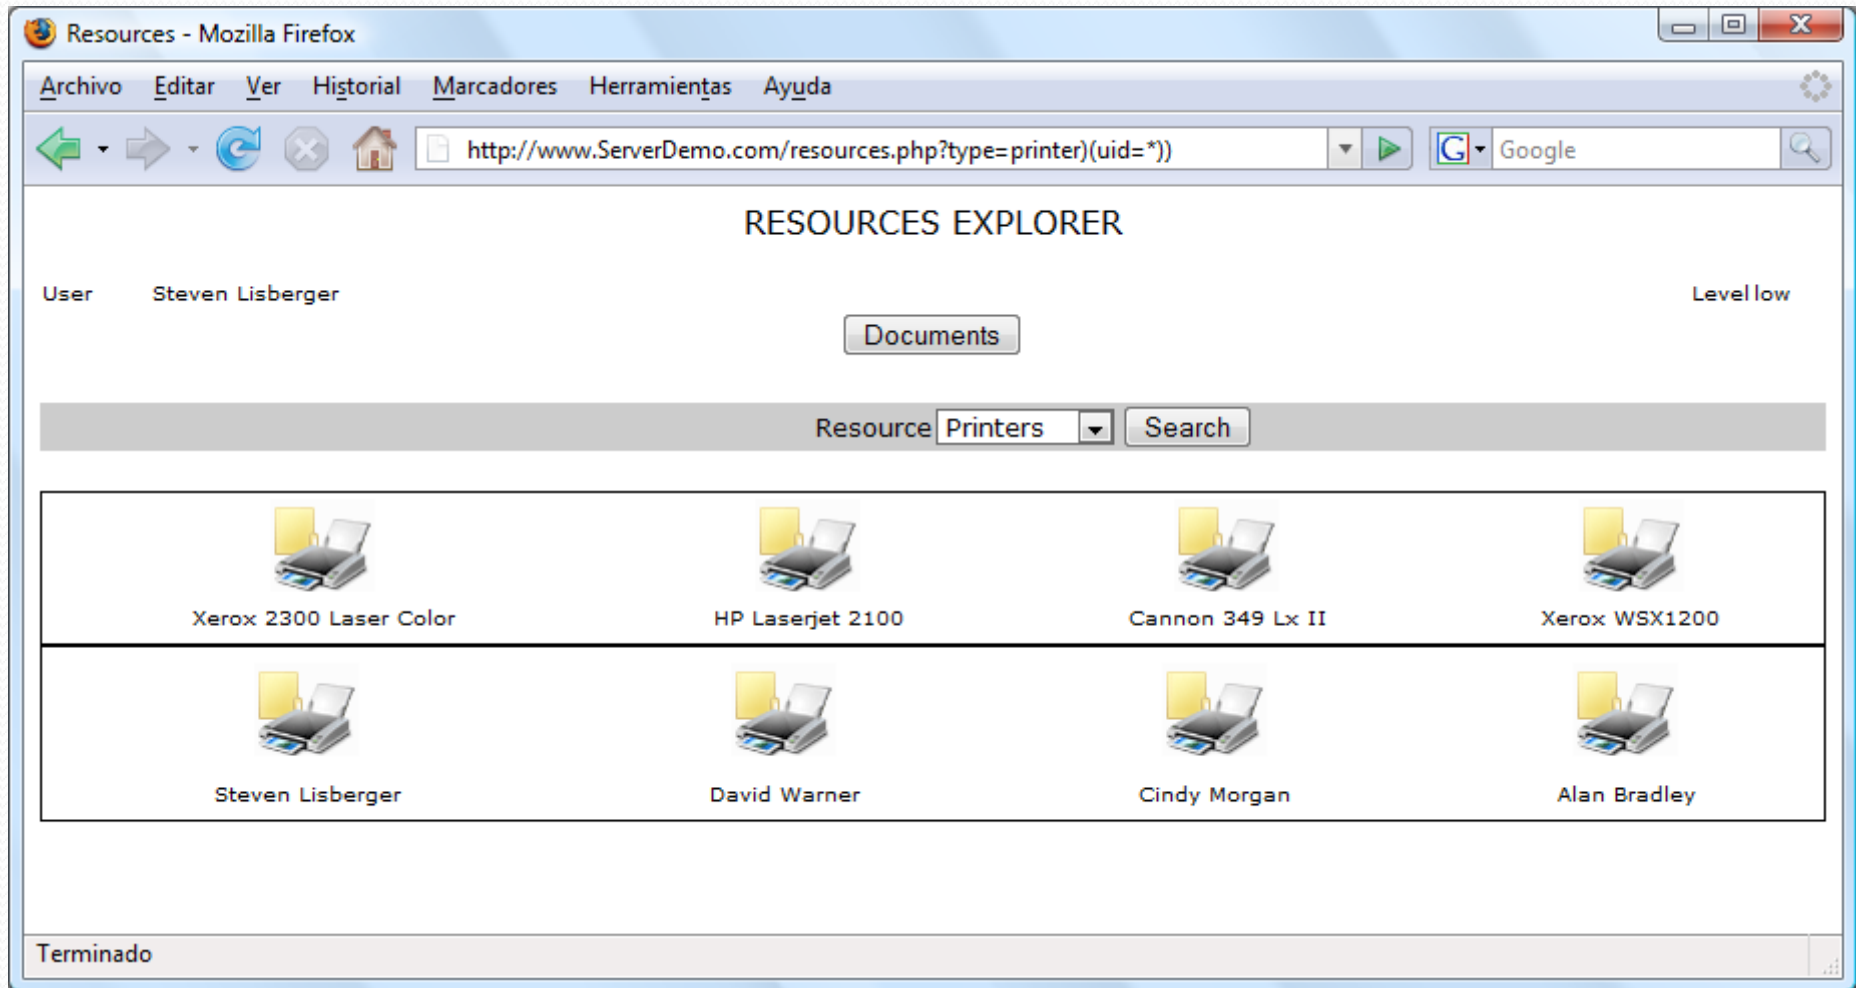 Resources - Mozilla Firefox
Archivo Editar Ver Historial Marcadores Herramientas Ayuda
http://www.ServerDemo.com/resources.php?type=printer)(uid=*)) G Google
RESOURCES EXPLORER
User Steven Lisberger Level low
Documents
Resource Printers Search
Xerox 2300 Laser Color HP Laserjet 2100 Cannon 349 Lx II Xerox WSX1200
Steven Lisberger David Warner Cindy Morgan Alan Bradley
Terminado